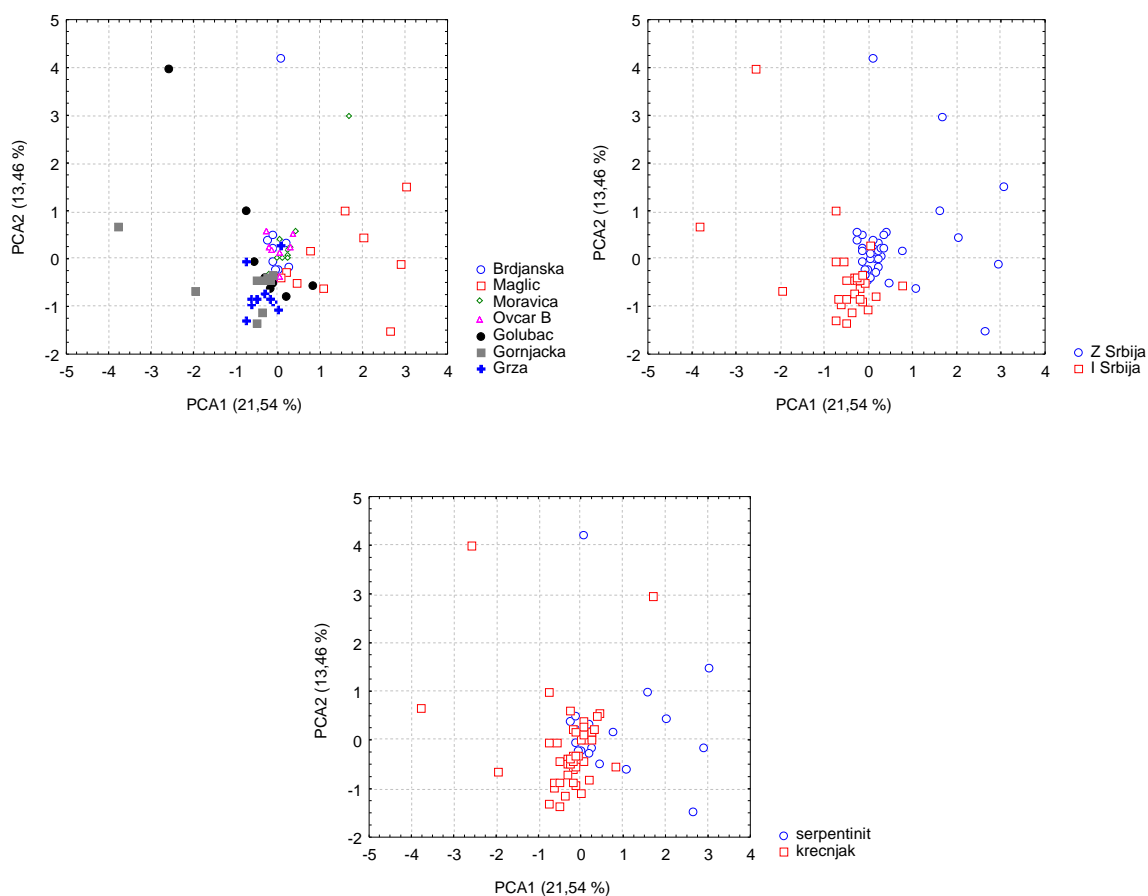 5
4
3
2
1
0
-1
-2
PCA2 (13,46 %)
-5 -4 -3 -2 -1 0 1 2 3 4
PCA1 (21,54 %)
Brdjanska
Maglic
Moravica
Ovcar B
Golubac
Gornjacka
Grza
5
4
3
2
1
0
-1
-2
PCA2 (13,46 %)
-5 -4 -3 -2 -1 0 1 2 3 4
PCA1 (21,54 %)
Z Srbija
I Srbija
5
4
3
2
1
0
-1
-2
PCA2 (13,46 %)
-5 -4 -3 -2 -1 0 1 2 3 4
PCA1 (21,54 %)
serpentinit
krecnjak